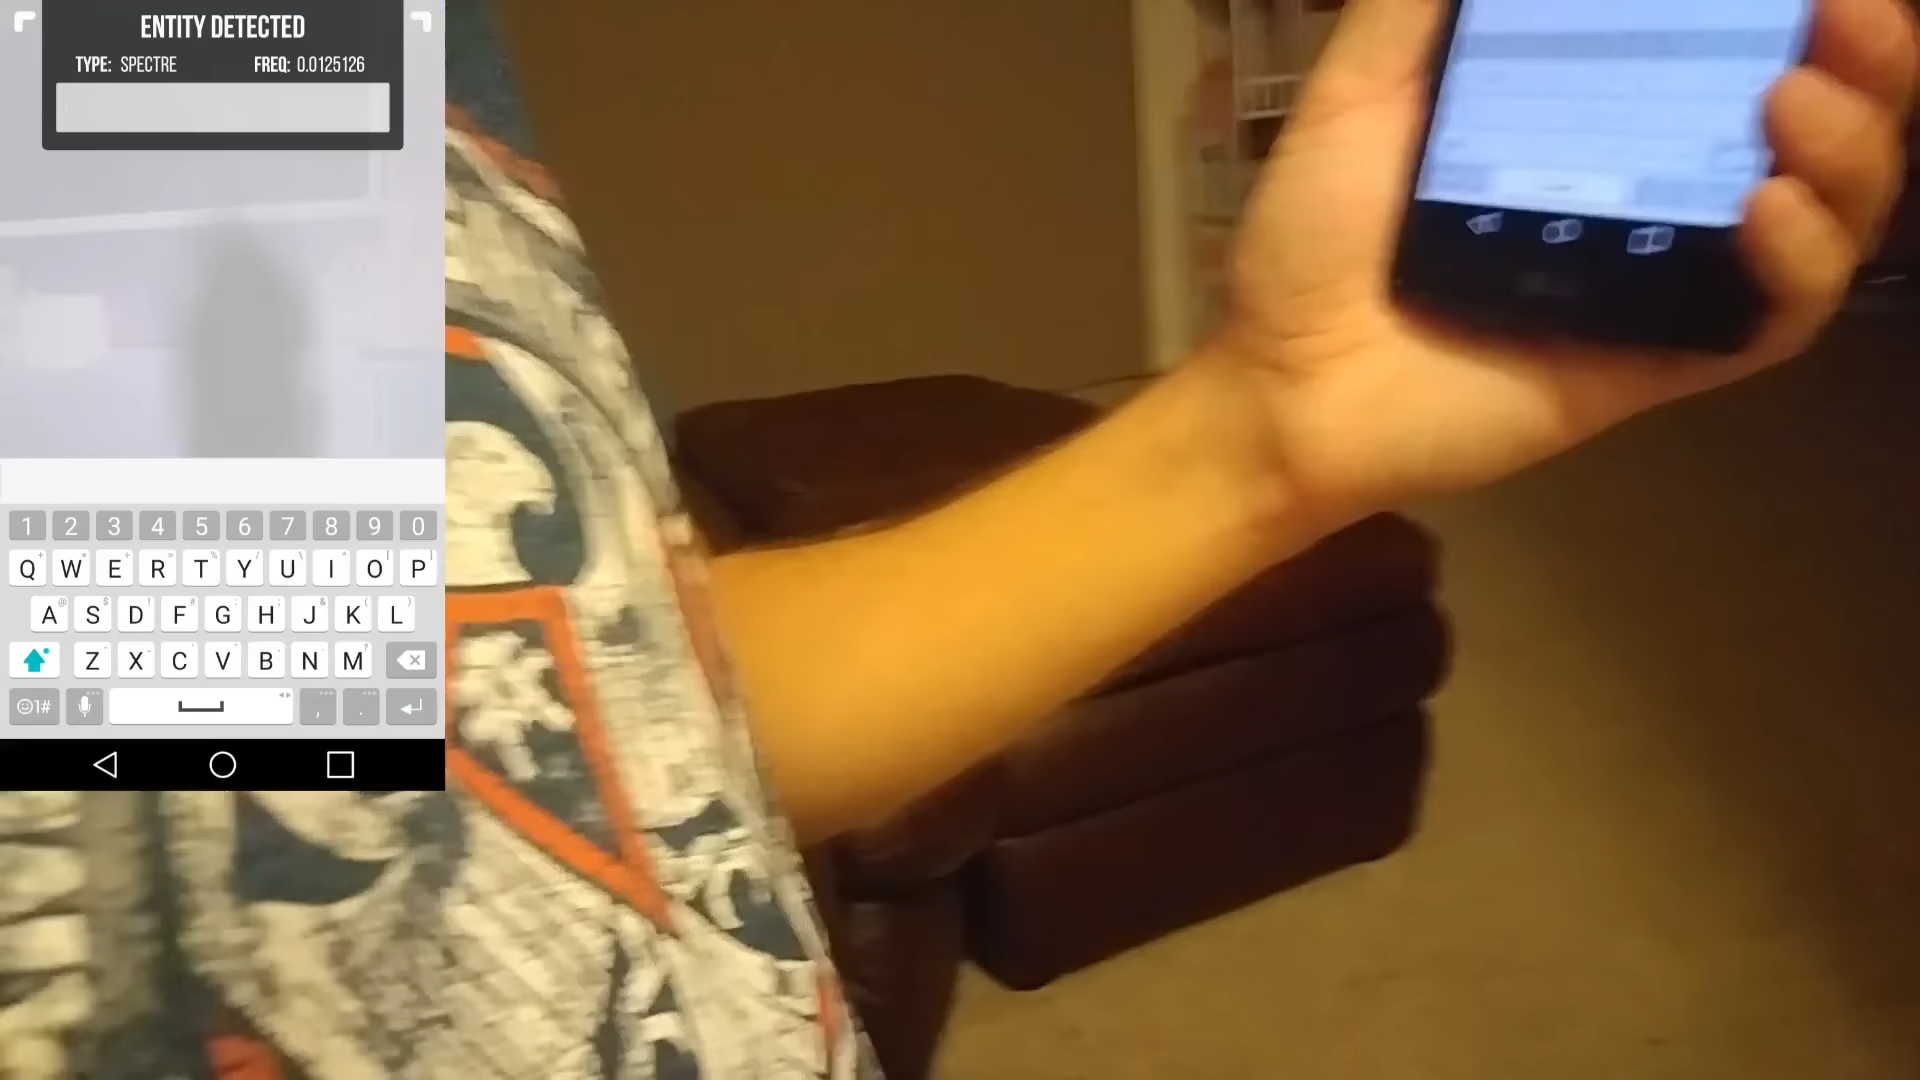 ENTITY DETECTED
TYPE: SPECTRE FREQ: 0.0125126
1 2 3 4 5 6 7 8 9 0
Q W E R T Y U I O P
A S D F G H J K L
Z X C V B N M
1# , .